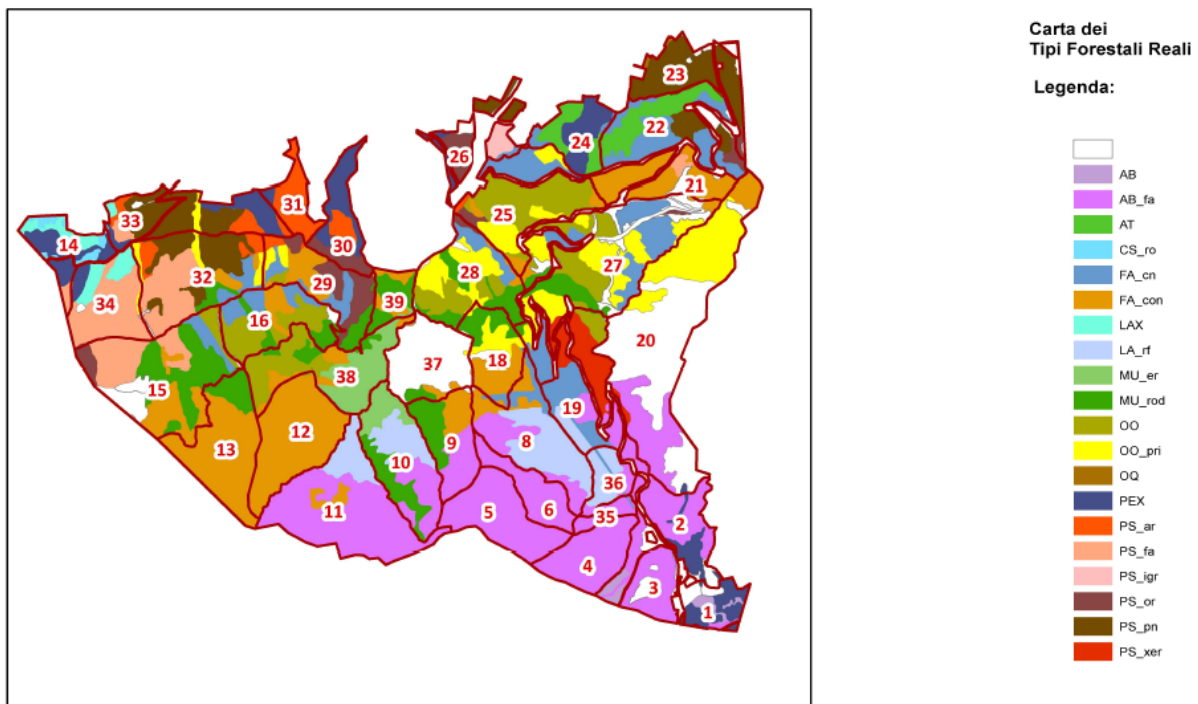 Carta dei
Tipi Forestali Reali
Legenda:
AB
AB_fa
AT
CS_ro
FA_cn
FA_con
LAX
LA_rf
MU_er
MU_rod
OO
OO_pri
OQ
PEX
PS_ar
PS_fa
PS_igr
PS_or
PS_pn
PS_xer
23
24
22
26
21
31
33
30
25
14
32
29
28
27
34
39
16
20
37
18
38
15
19
12
9
8
13
10
36
11
5
6
35
2
4
3
1